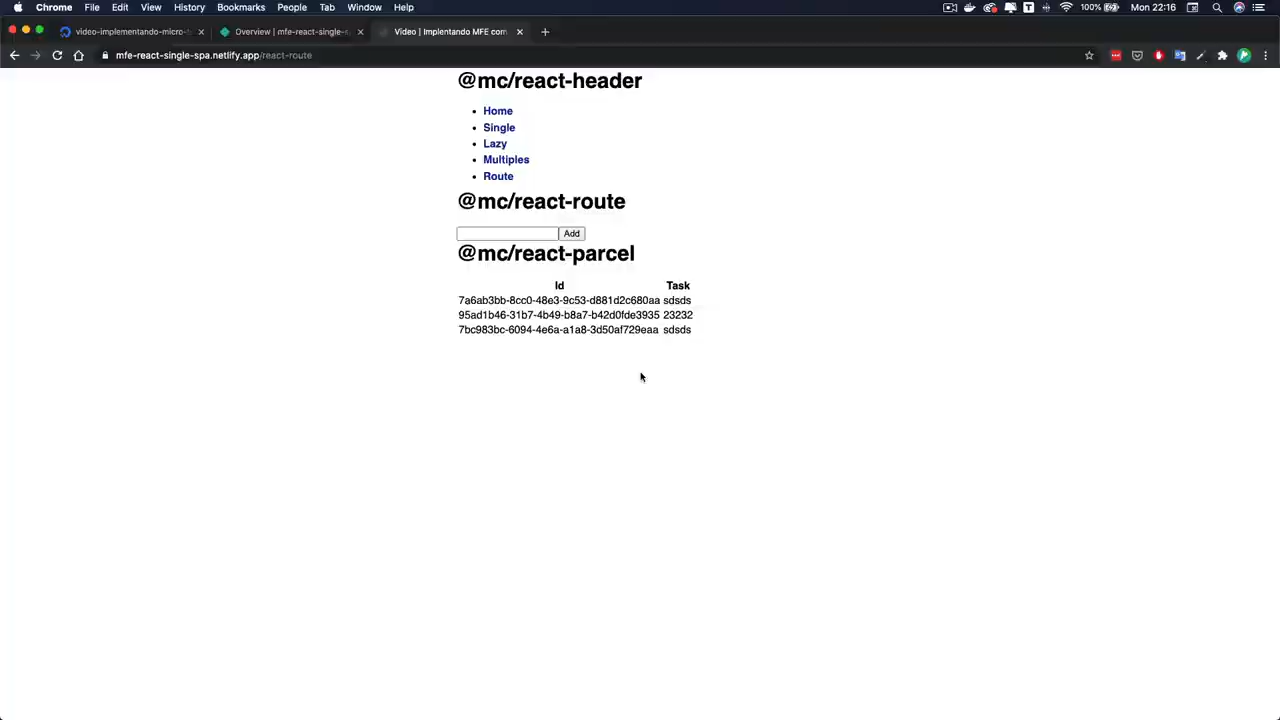 Chrome File Edit View History Bookmarks People Tab Window Help 100% Mon 22:16
video-implementando-micro- Overview | mfe-react-single-s Vídeo | Implentando MFE com
mfe-react-single-spa.netlify.app/react-route
@mc/react-header
Home
Single
Lazy
Multiples
Route
@mc/react-route
Add
@mc/react-parcel
Id Task
7a6ab3bb-8cc0-48e3-9c53-d881d2c680aa sdsds
95ad1b46-31b7-4b49-b8a7-b42d0fde3935 23232
7bc983bc-6094-4e6a-a1a8-3d50af729eaa sdsds